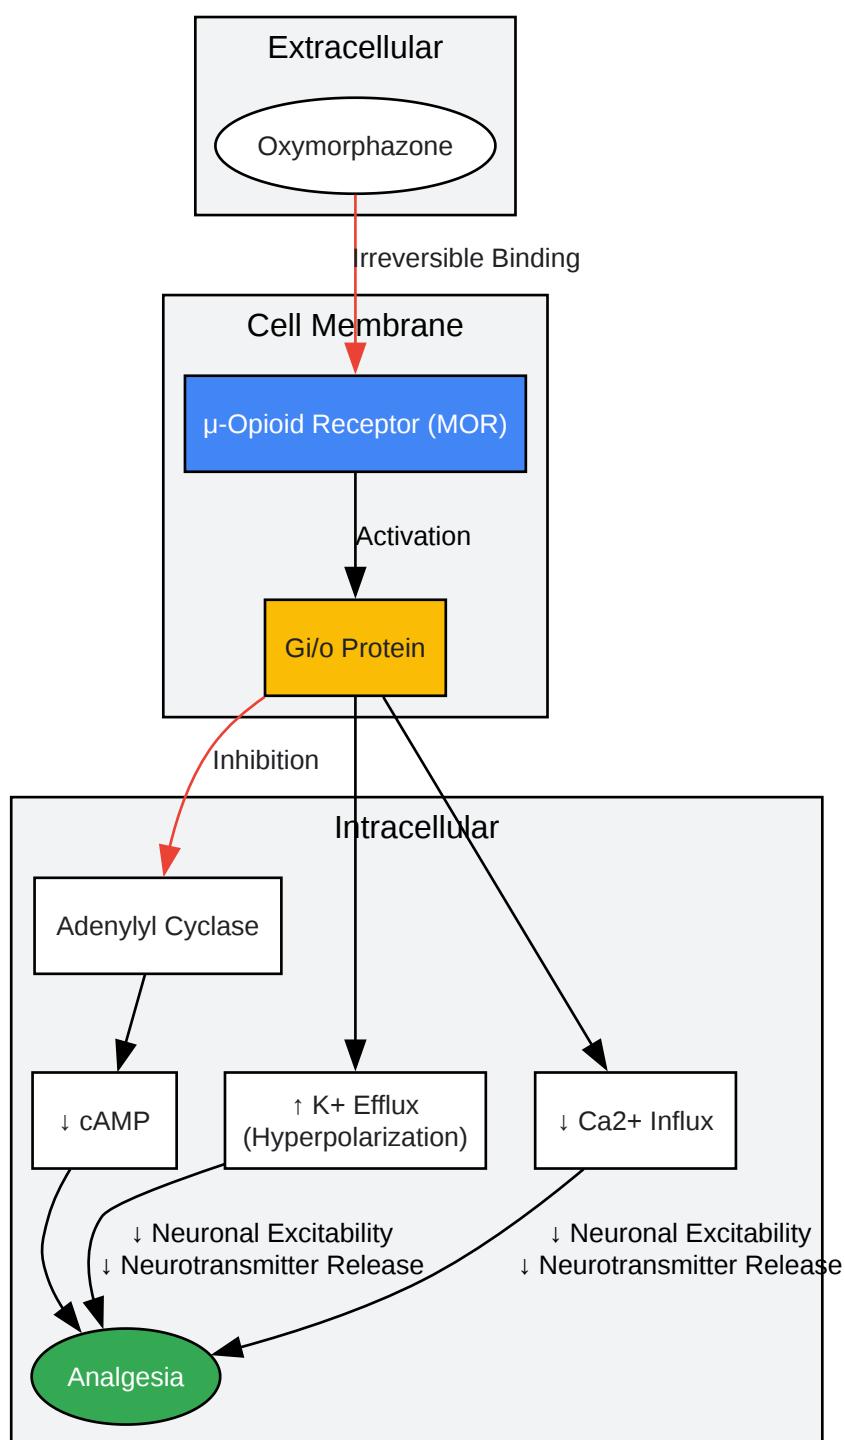 Extracellular
Oxymorphazone
Irreversible Binding
Cell Membrane
μ-Opioid Receptor (MOR)
Activation
Gi/o Protein
Inhibition
Intracellular
Adenylyl Cyclase
↓ cAMP
↑ K+ Efflux
(Hyperpolarization)
↓ Ca2+ Influx
↓ Neuronal Excitability
↓ Neurotransmitter Release
↓ Neuronal Excitability
↓ Neurotransmitter Release
Analgesia